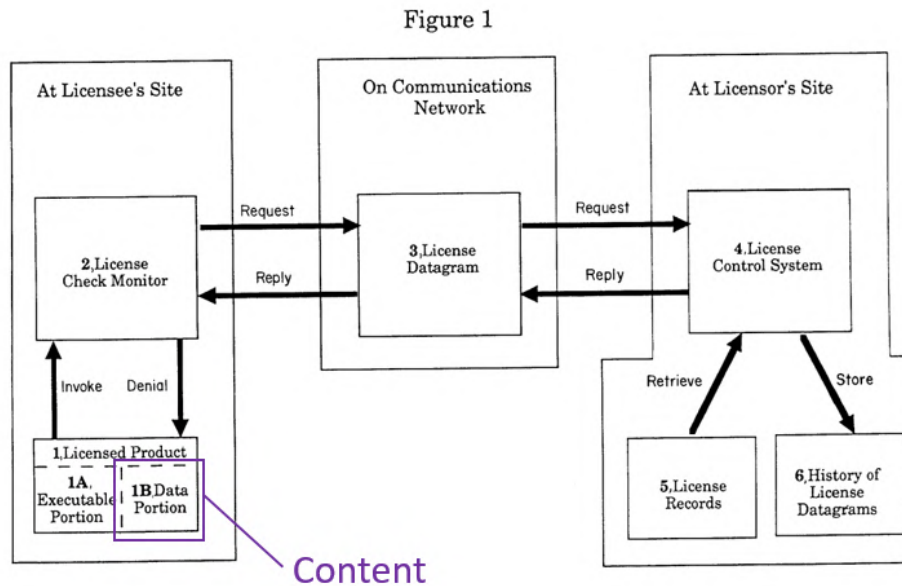 Figure 1
At Licensee's Site
On Communications
Network
At Licensor's Site
Request
Request
2,License
Check Monitor
3,License
Datagram
4.License
Control System
Reply
Reply
Invoke
Denial
Retrieve
Store
1,Licensed Product
1A,
Executable
Portion
1B,Data
Portion
5,License
Records
6,History of
License
Datagrams
Content